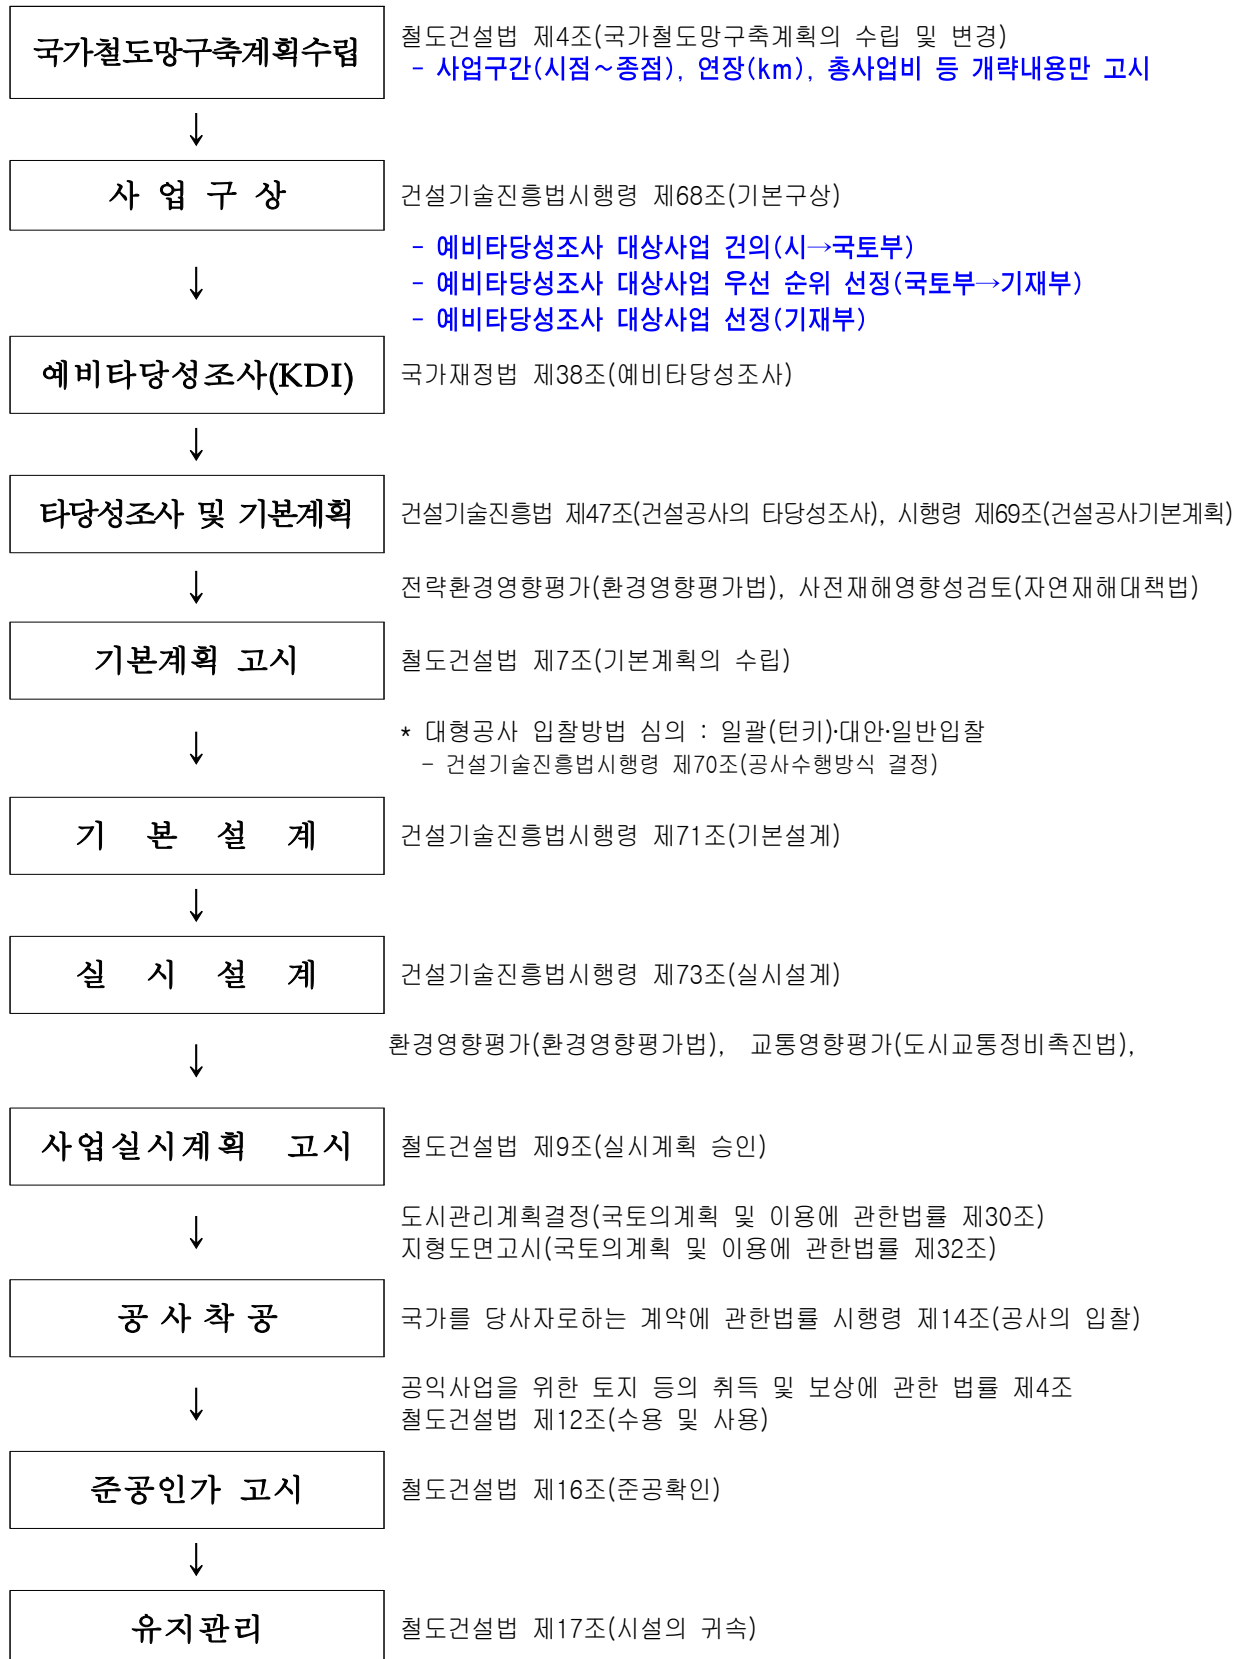 국가철도망구축계획수립
철도건설법 제4조(국가철도망구축계획의 수립 및 변경)
- 사업구간(시점~종점), 연장(km), 총사업비 등 개략내용만 고시
↓
사 업 구 상
건설기술진흥법시행령 제68조(기본구상)
- 예비타당성조사 대상사업 건의(시→국토부)
↓
- 예비타당성조사 대상사업 우선 순위 선정(국토부→기재부)
- 예비타당성조사 대상사업 선정(기재부)
예비타당성조사(KDI)
국가재정법 제38조(예비타당성조사)
↓
타당성조사 및 기본계획
건설기술진흥법 제47조(건설공사의 타당성조사), 시행령 제69조(건설공사기본계획)
↓
전략환경영향평가(환경영향평가법), 사전재해영향성검토(자연재해대책법)
기본계획 고시
철도건설법 제7조(기본계획의 수립)
↓
* 대형공사 입찰방법 심의 : 일괄(턴키)·대안·일반입찰
- 건설기술진흥법시행령 제70조(공사수행방식 결정)
기 본 설 계
건설기술진흥법시행령 제71조(기본설계)
↓
실 시 설 계
건설기술진흥법시행령 제73조(실시설계)
↓
환경영향평가(환경영향평가법), 교통영향평가(도시교통정비촉진법),
사업실시계획 고시
철도건설법 제9조(실시계획 승인)
↓
도시관리계획결정(국토의계획 및 이용에 관한법률 제30조)
지형도면고시(국토의계획 및 이용에 관한법률 제32조)
공 사 착 공
국가를 당사자로하는 계약에 관한법률 시행령 제14조(공사의 입찰)
↓
공익사업을 위한 토지 등의 취득 및 보상에 관한 법률 제4조
철도건설법 제12조(수용 및 사용)
준공인가 고시
철도건설법 제16조(준공확인)
↓
유지관리
철도건설법 제17조(시설의 귀속)